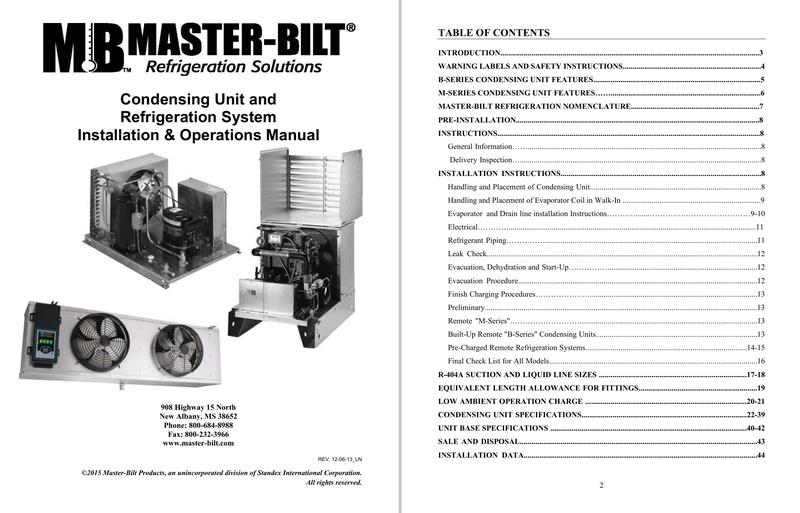 MB™ MASTER-BILT®
Refrigeration Solutions
Condensing Unit and
Refrigeration System
Installation & Operations Manual
908 Highway 15 North
New Albany, MS 38652
Phone: 800-684-8988
Fax: 800-232-3966
www.master-bilt.com
REV. 12-06-13_LN
©2015 Master-Bilt Products, an unincorporated division of Standex International Corporation.
All rights reserved.
TABLE OF CONTENTS
INTRODUCTION....3
WARNING LABELS AND SAFETY INSTRUCTIONS....4
B-SERIES CONDENSING UNIT FEATURES....5
M-SERIES CONDENSING UNIT FEATURES....6
MASTER-BILT REFRIGERATION NOMENCLATURE....7
PRE-INSTALLATION....8
INSTRUCTIONS....8
General Information....8
Delivery Inspection....8
INSTALLATION INSTRUCTIONS....8
Handling and Placement of Condensing Unit....8
Handling and Placement of Evaporator Coil in Walk-In ....9
Evaporator and Drain line installation Instructions....9-10
Electrical....11
Refrigerant Piping....11
Leak Check....12
Evacuation, Dehydration and Start-Up....12
Evacuation Procedure....12
Finish Charging Procedures....13
Preliminary....13
Remote "M-Series"....13
Built-Up Remote "B-Series" Condensing Units....13
Pre-Charged Remote Refrigeration Systems....14-15
Final Check List for All Models....16
R-404A SUCTION AND LIQUID LINE SIZES ....17-18
EQUIVALENT LENGTH ALLOWANCE FOR FITTINGS....19
LOW AMBIENT OPERATION CHARGE ....20-21
CONDENSING UNIT SPECIFICATIONS....22-39
UNIT BASE SPECIFICATIONS ....40-42
SALE AND DISPOSAL....43
INSTALLATION DATA....44
2